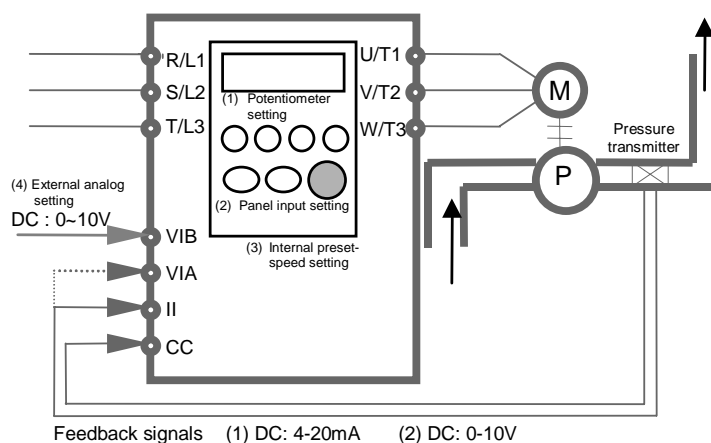 R/L1
S/L2
T/L3
(1) Potentiometer
setting
(2) Panel input setting
(3) Internal preset-
speed setting
U/T1
V/T2
W/T3
M
P
Pressure
transmitter
(4) External analog
setting
DC : 0~10V
VIB
VIA
II
CC
Feedback signals (1) DC: 4-20mA (2) DC: 0-10V